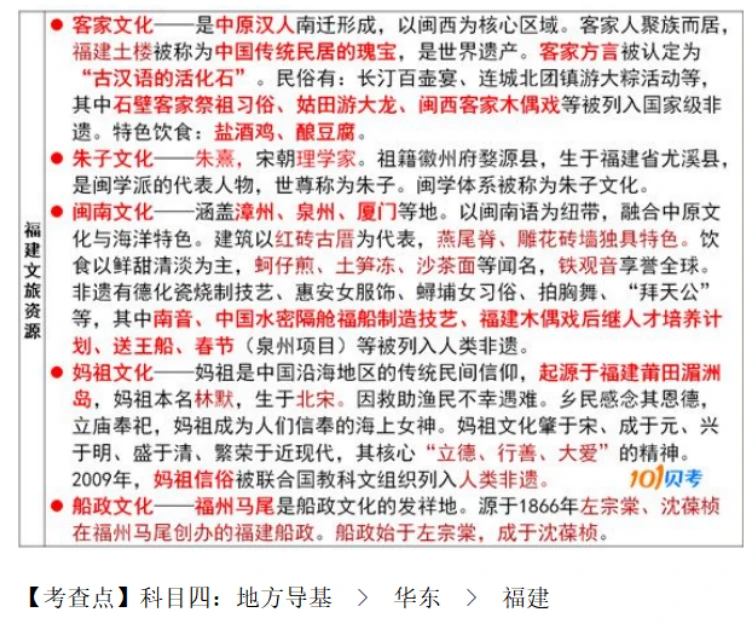 福建文旅资源
● 客家文化——是中原汉人南迁形成，以闽西为核心区域。客家人聚族而居，
福建土楼被称为中国传统民居的瑰宝，是世界遗产。客家方言被认定为
“古汉语的活化石”。民俗有：长汀百壶宴、连城北团镇游大粽活动等，
其中石壁客家祭祖习俗、姑田游大龙、闽西客家木偶戏等被列入国家级非
遗。特色饮食：盐酒鸡、酿豆腐。
● 朱子文化——朱熹，宋朝理学家。祖籍徽州府婺源县，生于福建省尤溪县，
是闽学派的代表人物，世尊称为朱子。闽学体系被称为朱子文化。
● 闽南文化——涵盖漳州、泉州、厦门等地。以闽南语为纽带，融合中原文
化与海洋特色。建筑以红砖古厝为代表，燕尾脊、雕花砖墙独具特色。饮
食以鲜甜清淡为主，蚵仔煎、土笋冻、沙茶面等闻名，铁观音享誉全球。
非遗有德化瓷烧制技艺、惠安女服饰、蟳埔女习俗、拍胸舞、“拜天公”
等，其中南音、中国水密隔舱福船制造技艺、福建木偶戏后继人才培养计
划、送王船、春节（泉州项目）等被列入人类非遗。
● 妈祖文化——妈祖是中国沿海地区的传统民间信仰，起源于福建莆田湄洲
岛，妈祖本名林默，生于北宋。因救助渔民不幸遇难。乡民感念其恩德，
立庙奉祀，妈祖成为人们信奉的海上女神。妈祖文化肇于宋、成于元、兴
于明、盛于清、繁荣于近现代，其核心“立德、行善、大爱”的精神。
2009年，妈祖信俗被联合国教科文组织列入人类非遗。
101贝考
● 船政文化——福州马尾是船政文化的发祥地。源于1866年左宗棠、沈葆桢
在福州马尾创办的福建船政。船政始于左宗棠，成于沈葆桢。
【考查点】科目四：地方导基 > 华东 > 福建